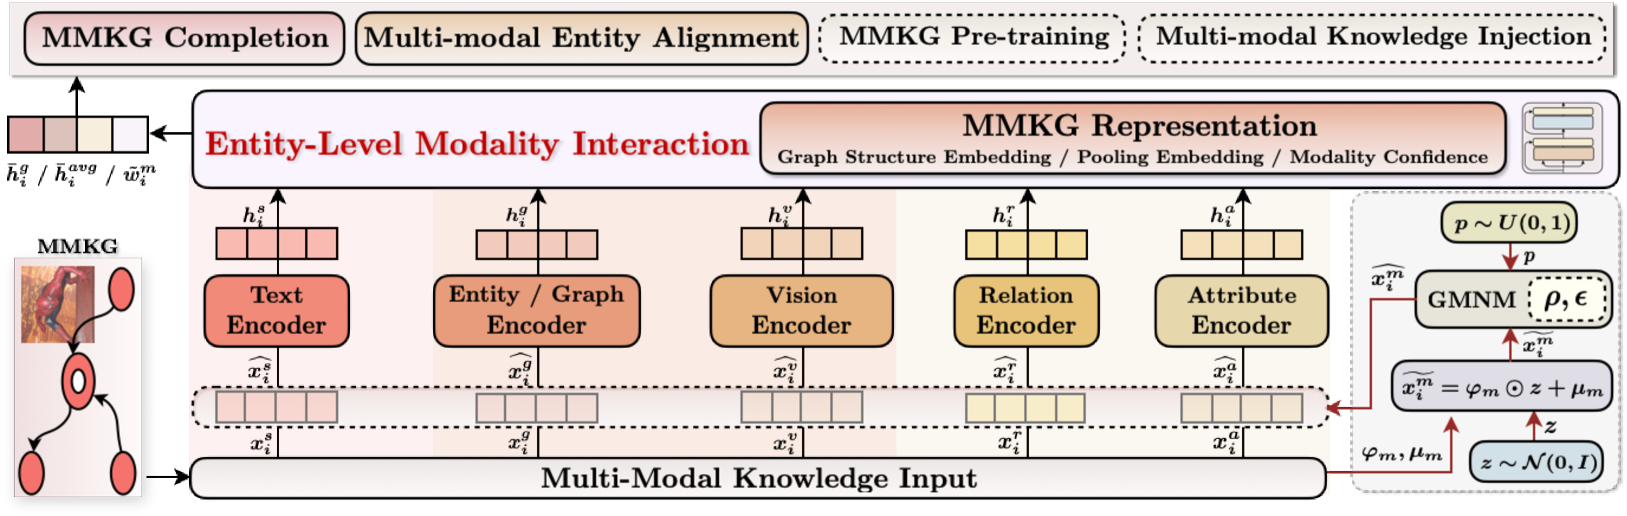 MMKG Completion
Multi-modal Entity Alignment
MMKG Pre-training
Multi-modal Knowledge Injection
Entity-Level Modality Interaction
MMKG Representation
Graph Structure Embedding / Pooling Embedding / Modality Confidence
$\bar{h}_i^g$ / $\bar{h}_i^{avg}$ / $\tilde{w}_i^m$
$h_i^s$
$h_i^g$
$h_i^v$
$h_i^r$
$h_i^a$
MMKG
Text
Encoder
Entity / Graph
Encoder
Vision
Encoder
Relation
Encoder
Attribute
Encoder
$\widehat{x_i^s}$
$\widehat{x_i^g}$
$\widehat{x_i^v}$
$\widehat{x_i^r}$
$\widehat{x_i^a}$
$x_i^s$
$x_i^g$
$x_i^v$
$x_i^r$
$x_i^a$
Multi-Modal Knowledge Input
$p \sim U(0, 1)$
$p$
$\widehat{x_i^m}$
GMNM $\rho, \epsilon$
$\widetilde{x_i^m}$
$\widetilde{x_i^m} = \varphi_m \odot z + \mu_m$
$z$
$\varphi_m, \mu_m$
$z \sim \mathcal{N}(0, I)$